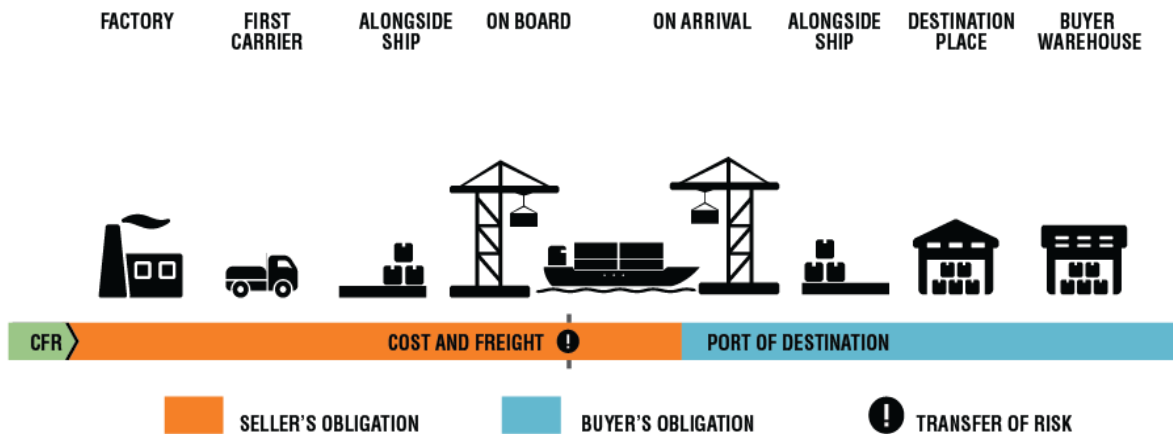 FACTORY
FIRST
CARRIER
ALONGSIDE
SHIP
ON BOARD
ON ARRIVAL
ALONGSIDE
SHIP
DESTINATION
PLACE
BUYER
WAREHOUSE
CFR
COST AND FREIGHT
PORT OF DESTINATION
SELLER'S OBLIGATION
BUYER'S OBLIGATION
TRANSFER OF RISK